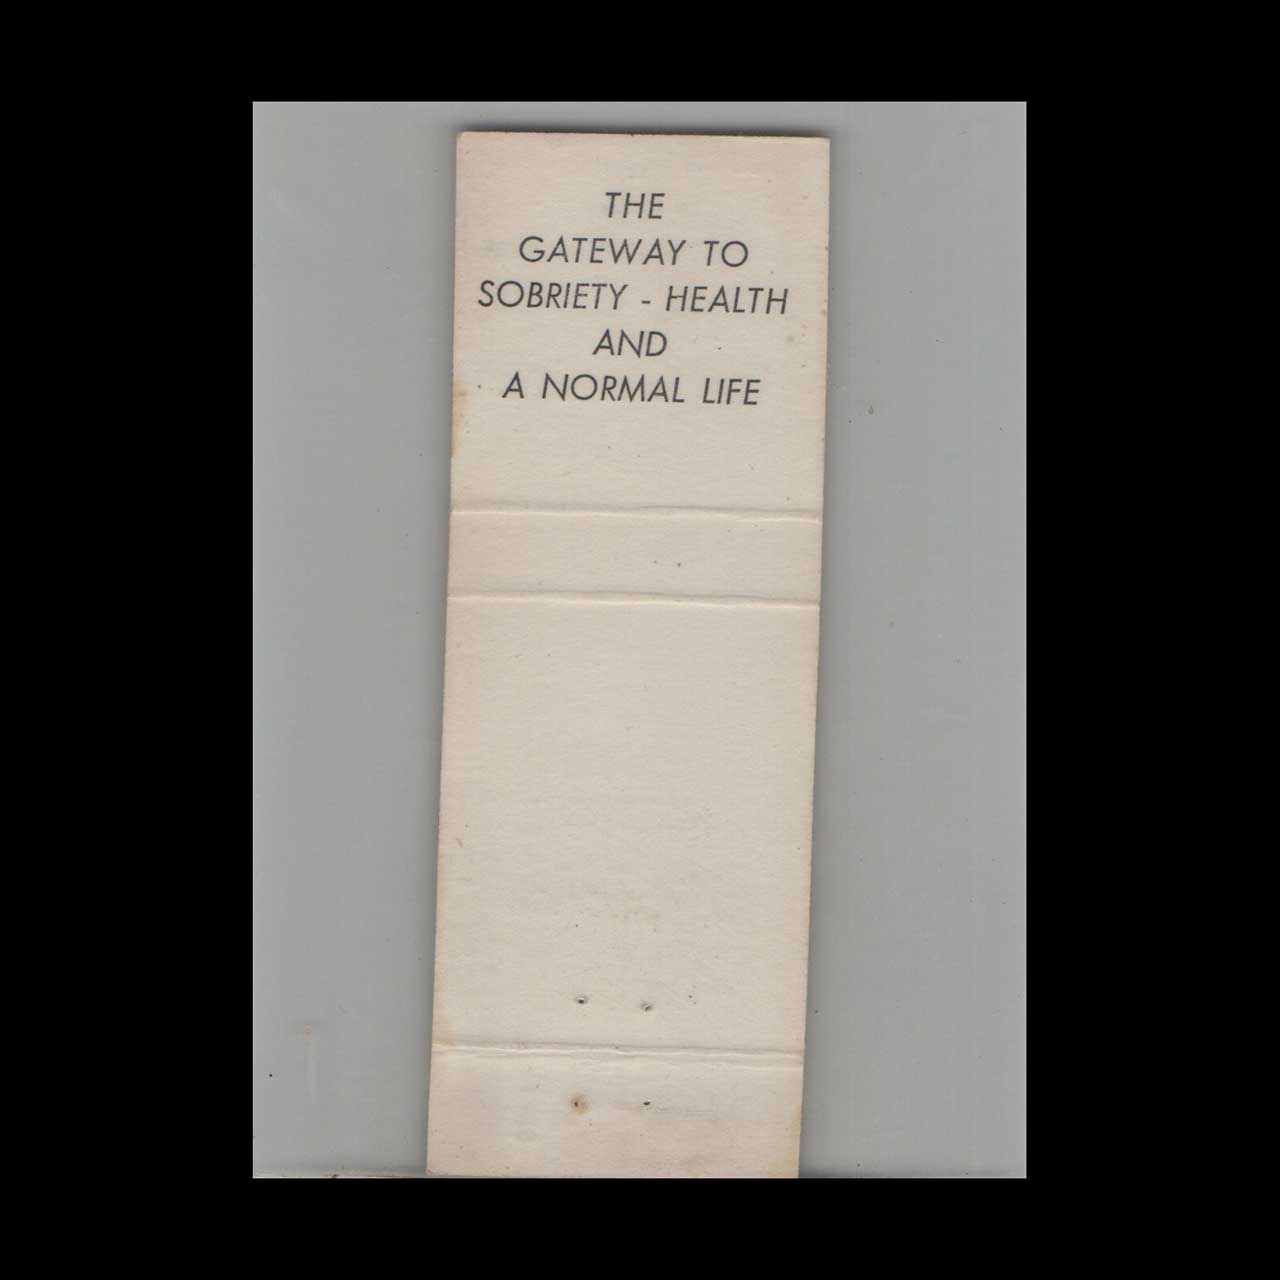 THE
GATEWAY TO
SOBRIETY - HEALTH
AND
A NORMAL LIFE